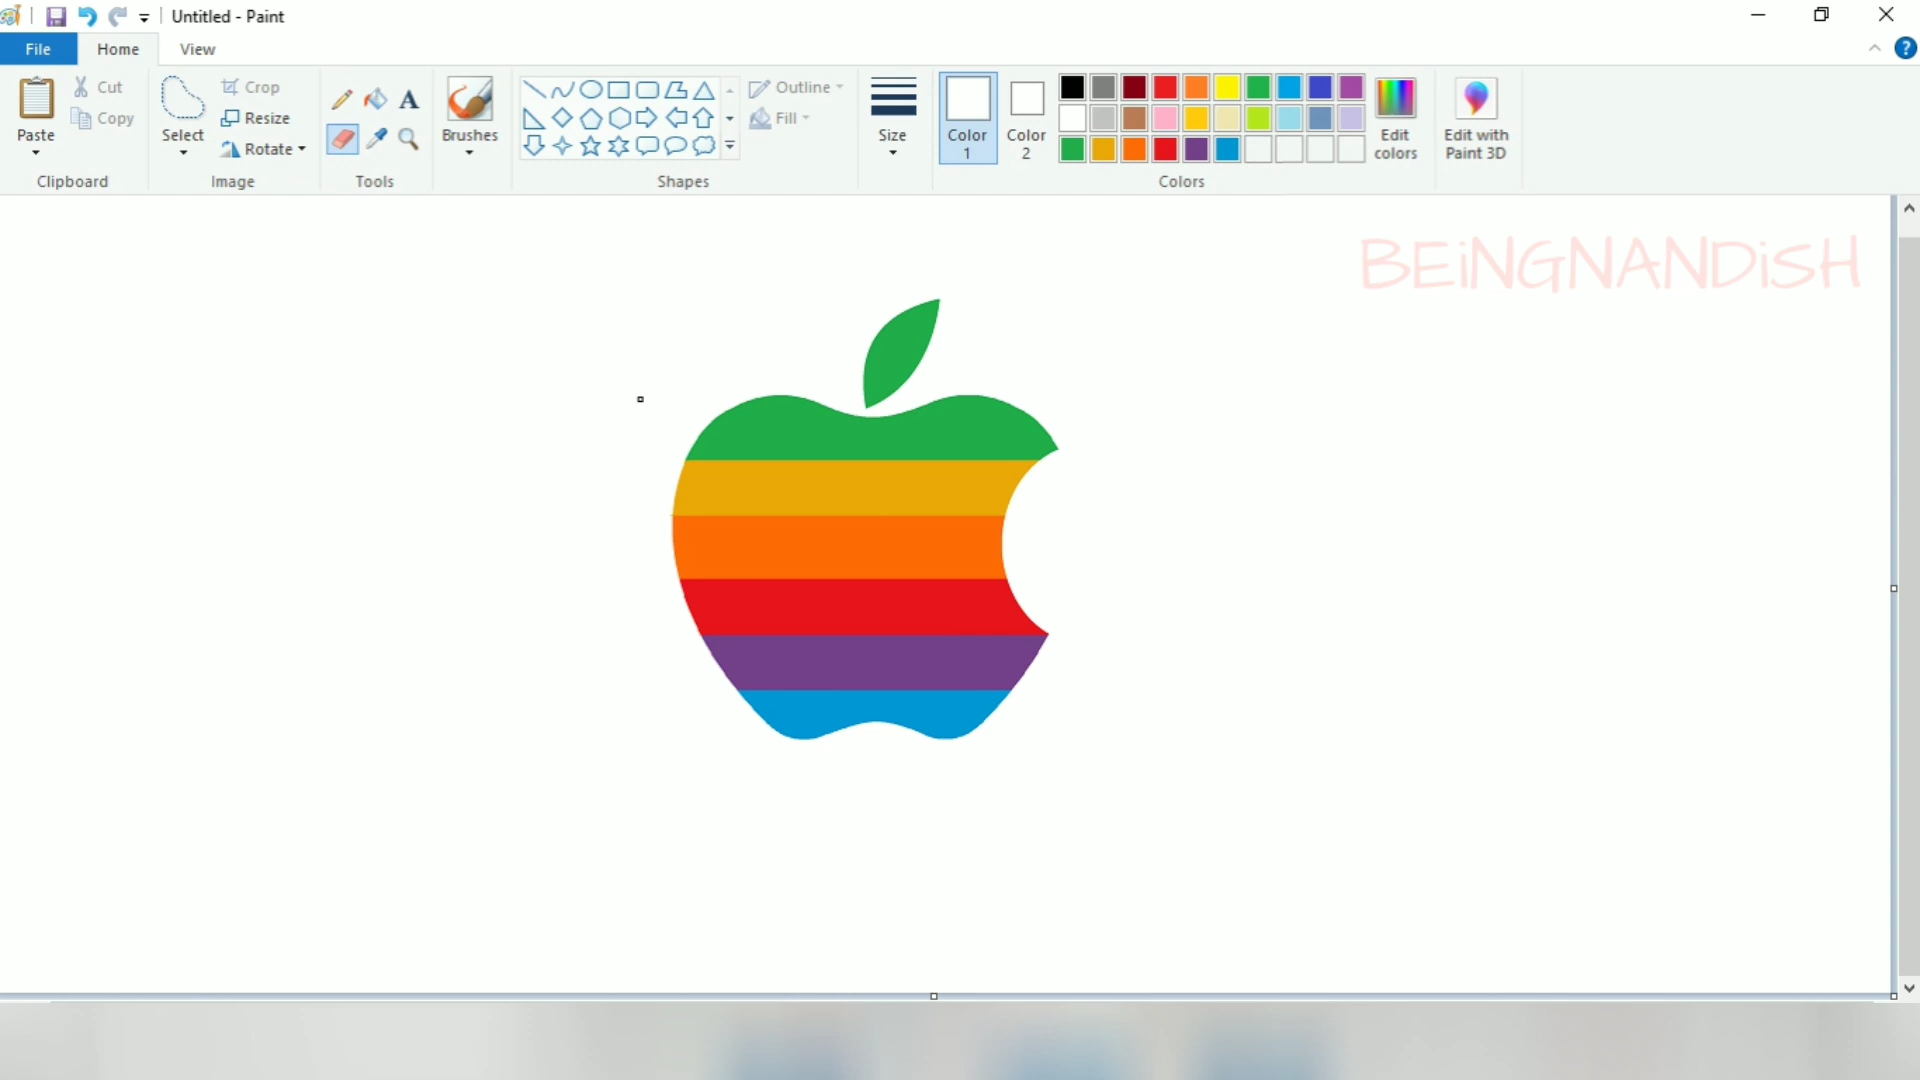 Untitled - Paint
File Home View
Paste Cut Copy Select Crop Resize Rotate A Brushes Outline Fill Size Color 1 Color 2 Edit colors Edit with Paint 3D ?
Clipboard Image Tools Shapes Colors
BEiNGNANDiSH